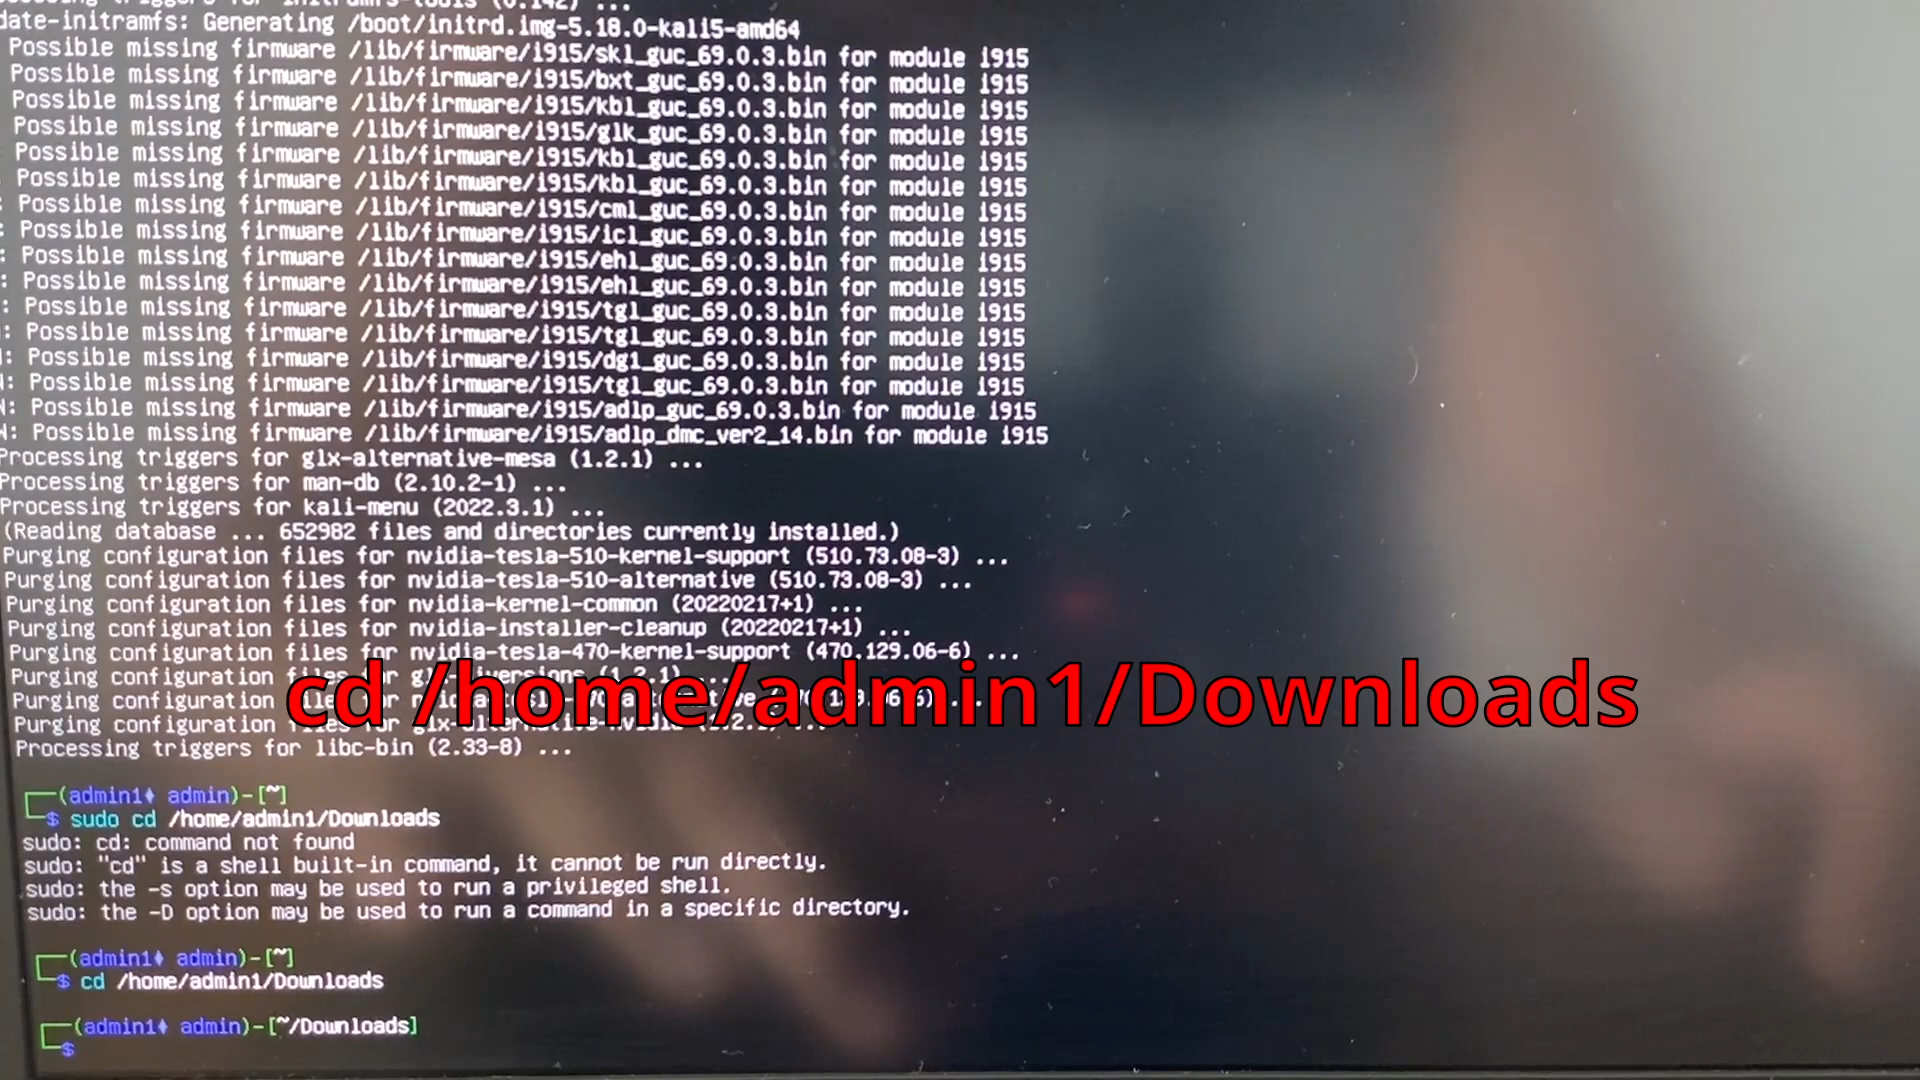 date-initramfs: Generating /boot/initrd.img-5.18.0-kali5-amd64
Possible missing firmware /lib/firmware/i915/skl_guc_69.0.3.bin for module i915
Possible missing firmware /lib/firmware/i915/bxt_guc_69.0.3.bin for module i915
Possible missing firmware /lib/firmware/i915/kbl_guc_69.0.3.bin for module i915
Possible missing firmware /lib/firmware/i915/glk_guc_69.0.3.bin for module i915
Possible missing firmware /lib/firmware/i915/kbl_guc_69.0.3.bin for module i915
Possible missing firmware /lib/firmware/i915/kbl_guc_69.0.3.bin for module i915
: Possible missing firmware /lib/firmware/i915/cml_guc_69.0.3.bin for module i915
: Possible missing firmware /lib/firmware/i915/icl_guc_69.0.3.bin for module i915
: Possible missing firmware /lib/firmware/i915/ehl_guc_69.0.3.bin for module i915
: Possible missing firmware /lib/firmware/i915/ehl_guc_69.0.3.bin for module i915
: Possible missing firmware /lib/firmware/i915/tgl_guc_69.0.3.bin for module i915
: Possible missing firmware /lib/firmware/i915/tgl_guc_69.0.3.bin for module i915
: Possible missing firmware /lib/firmware/i915/dg1_guc_69.0.3.bin for module i915
W: Possible missing firmware /lib/firmware/i915/tgl_guc_69.0.3.bin for module i915
W: Possible missing firmware /lib/firmware/i915/adlp_guc_69.0.3.bin for module i915
W: Possible missing firmware /lib/firmware/i915/adlp_dmc_ver2_14.bin for module i915
Processing triggers for glx-alternative-mesa (1.2.1) ...
Processing triggers for man-db (2.10.2-1) ...
Processing triggers for kali-menu (2022.3.1) ...
(Reading database ... 652982 files and directories currently installed.)
Purging configuration files for nvidia-tesla-510-kernel-support (510.73.08-3) ...
Purging configuration files for nvidia-tesla-510-alternative (510.73.08-3) ...
Purging configuration files for nvidia-kernel-common (20220217+1) ...
Purging configuration files for nvidia-installer-cleanup (20220217+1) ...
Purging configuration files for nvidia-tesla-470-kernel-support (470.129.06-6) ...
Purging configuration files for (1.2.1) ...
cd /home/admin1/Downloads
Purging configuration files for
Purging configuration files for
Processing triggers for libc-bin (2.33-8) ...
(admin1♦ admin)-[~]
$ sudo cd /home/admin1/Downloads
sudo: cd: command not found
sudo: "cd" is a shell built-in command, it cannot be run directly.
sudo: the -s option may be used to run a privileged shell.
sudo: the -D option may be used to run a command in a specific directory.
(admin1♦ admin)-[~]
$ cd /home/admin1/Downloads
(admin1♦ admin)-[~/Downloads]
$